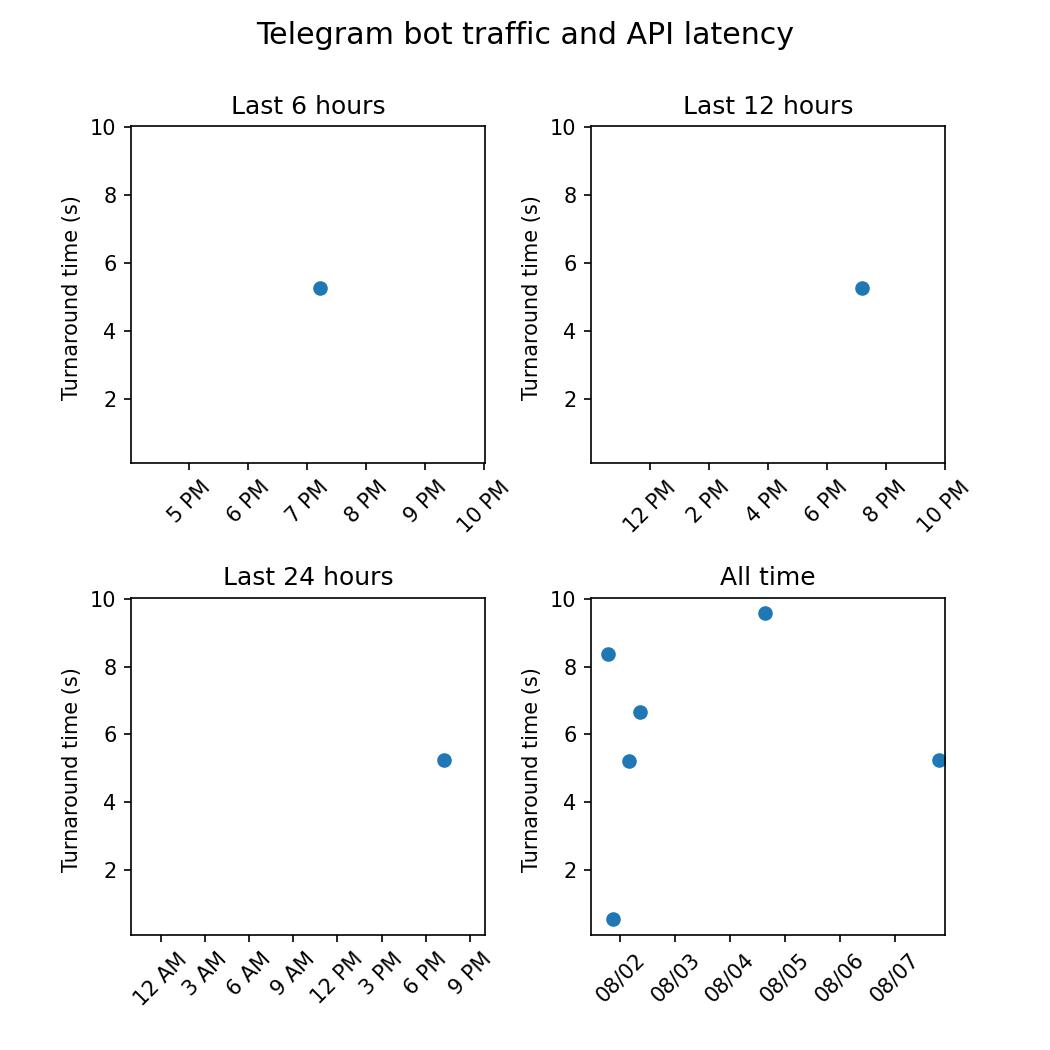 Telegram bot traffic and API latency
Last 6 hours
Turnaround time (s)
10
8
6
4
2
5 PM
6 PM
7 PM
8 PM
9 PM
10 PM
Last 12 hours
Turnaround time (s)
10
8
6
4
2
12 PM
2 PM
4 PM
6 PM
8 PM
10 PM
Last 24 hours
Turnaround time (s)
10
8
6
4
2
12 AM
3 AM
6 AM
9 AM
12 PM
3 PM
6 PM
9 PM
All time
Turnaround time (s)
10
8
6
4
2
08/02
08/03
08/04
08/05
08/06
08/07